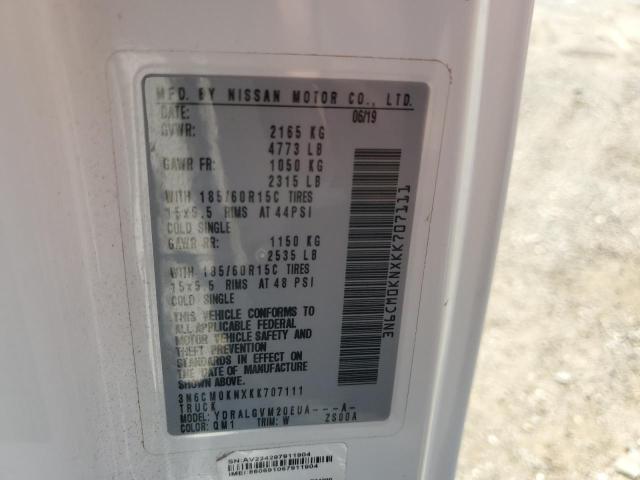 MFD. BY NISSAN MOTOR CO., LTD.
DATE: 06/19
GVWR: 2165 KG
4773 LB
GAWR FR: 1050 KG
2315 LB
WITH 185/60R15C TIRES
15x5.5 RIMS AT 44PSI
COLD SINGLE
GAWR RR: 1150 KG
2535 LB
WITH 185/60R15C TIRES
15x5.5 RIMS AT 48 PSI
COLD SINGLE
THIS VEHICLE CONFORMS TO
ALL APPLICABLE FEDERAL
MOTOR VEHICLE SAFETY AND
THEFT PREVENTION
STANDARDS IN EFFECT ON
THE DATE OF MANUFACTURE
SHOWN ABOVE.
3N6CM0KNXKK707111
TRUCK
MODEL: YDRALGVM20EUA----A-
COLOR: QM1 TRIM: W 2S00A
3N6CM0KNXKK707111
SN:AV224297911904
IMEI:860691067911904